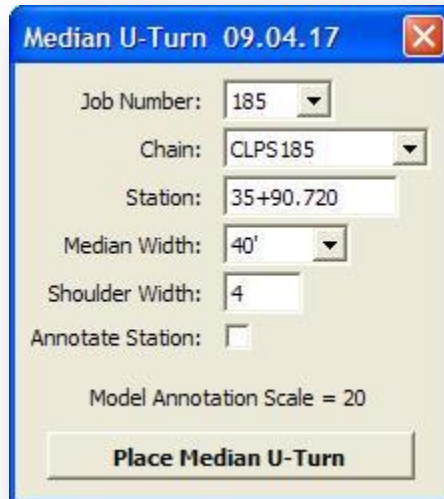 Median U-Turn 09.04.17
Job Number: 185
Chain: CLPS185
Station: 35+90.720
Median Width: 40'
Shoulder Width: 4
Annotate Station:
Model Annotation Scale = 20
Place Median U-Turn